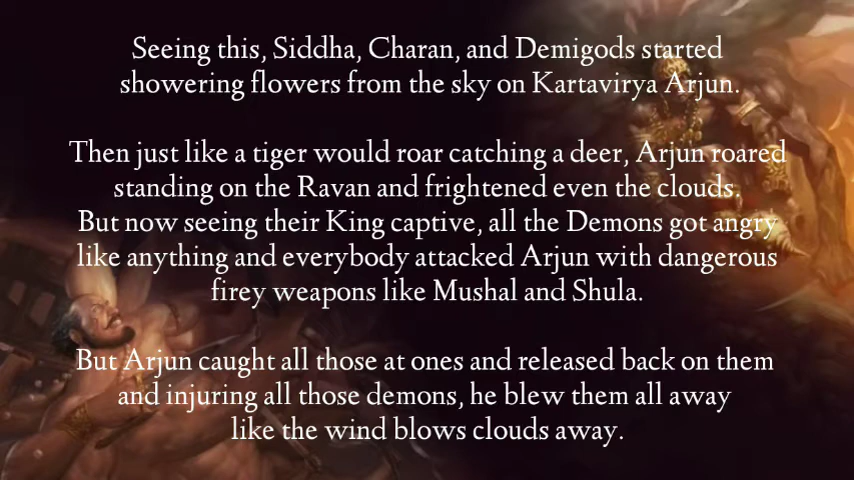 Seeing this, Siddha, Charan, and Demigods started
showering flowers from the sky on Kartavirya Arjun.
Then just like a tiger would roar catching a deer, Arjun roared
standing on the Ravan and frightened even the clouds.
But now seeing their King captive, all the Demons got angry
like anything and everybody attacked Arjun with dangerous
firey weapons like Mushal and Shula.
But Arjun caught all those at ones and released back on them
and injuring all those demons, he blew them all away
like the wind blows clouds away.